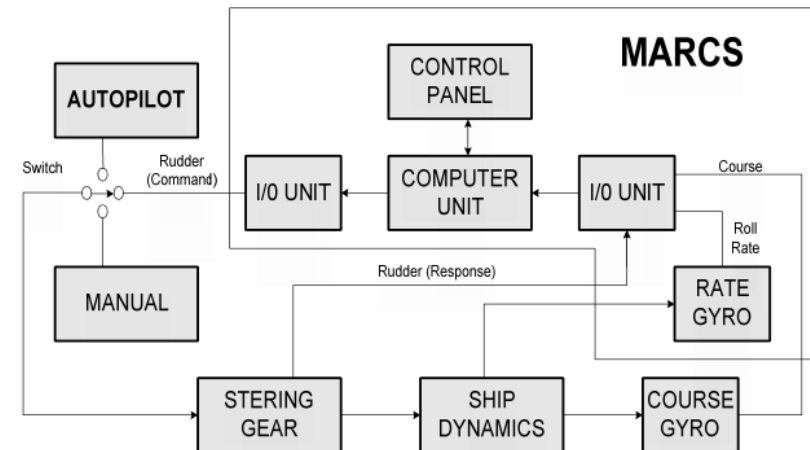 MARCS
CONTROL
PANEL
AUTOPILOT
Switch
Rudder
(Command)
I/0 UNIT
COMPUTER
UNIT
I/0 UNIT
Course
Roll
Rate
MANUAL
Rudder (Response)
RATE
GYRO
STERING
GEAR
SHIP
DYNAMICS
COURSE
GYRO